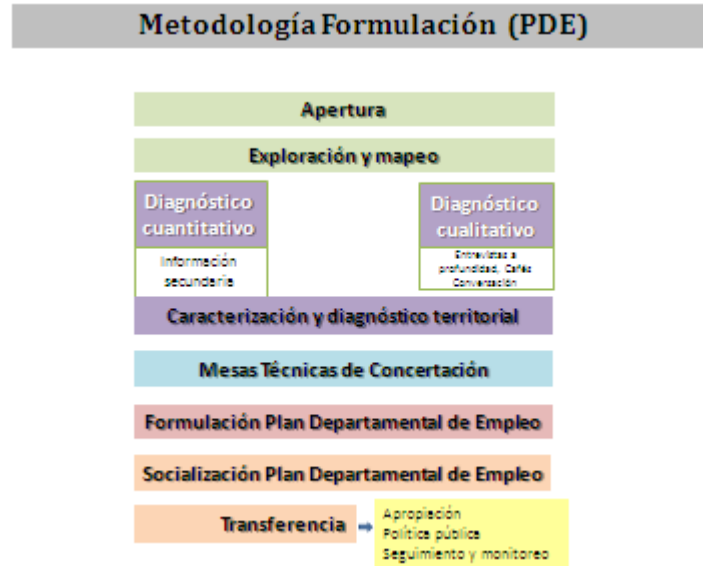 Metodología Formulación (PDE)
Apertura
Exploración y mapeo
Diagnóstico
cuantitativo
Información
secundaria
Diagnóstico
cualitativo
Entrevistas a
profundidad, Cafés
Conversación
Caracterización y diagnóstico territorial
Mesas Técnicas de Concertación
Formulación Plan Departamental de Empleo
Socialización Plan Departamental de Empleo
Transferencia
Apropiación
Política pública
Seguimiento y monitoreo